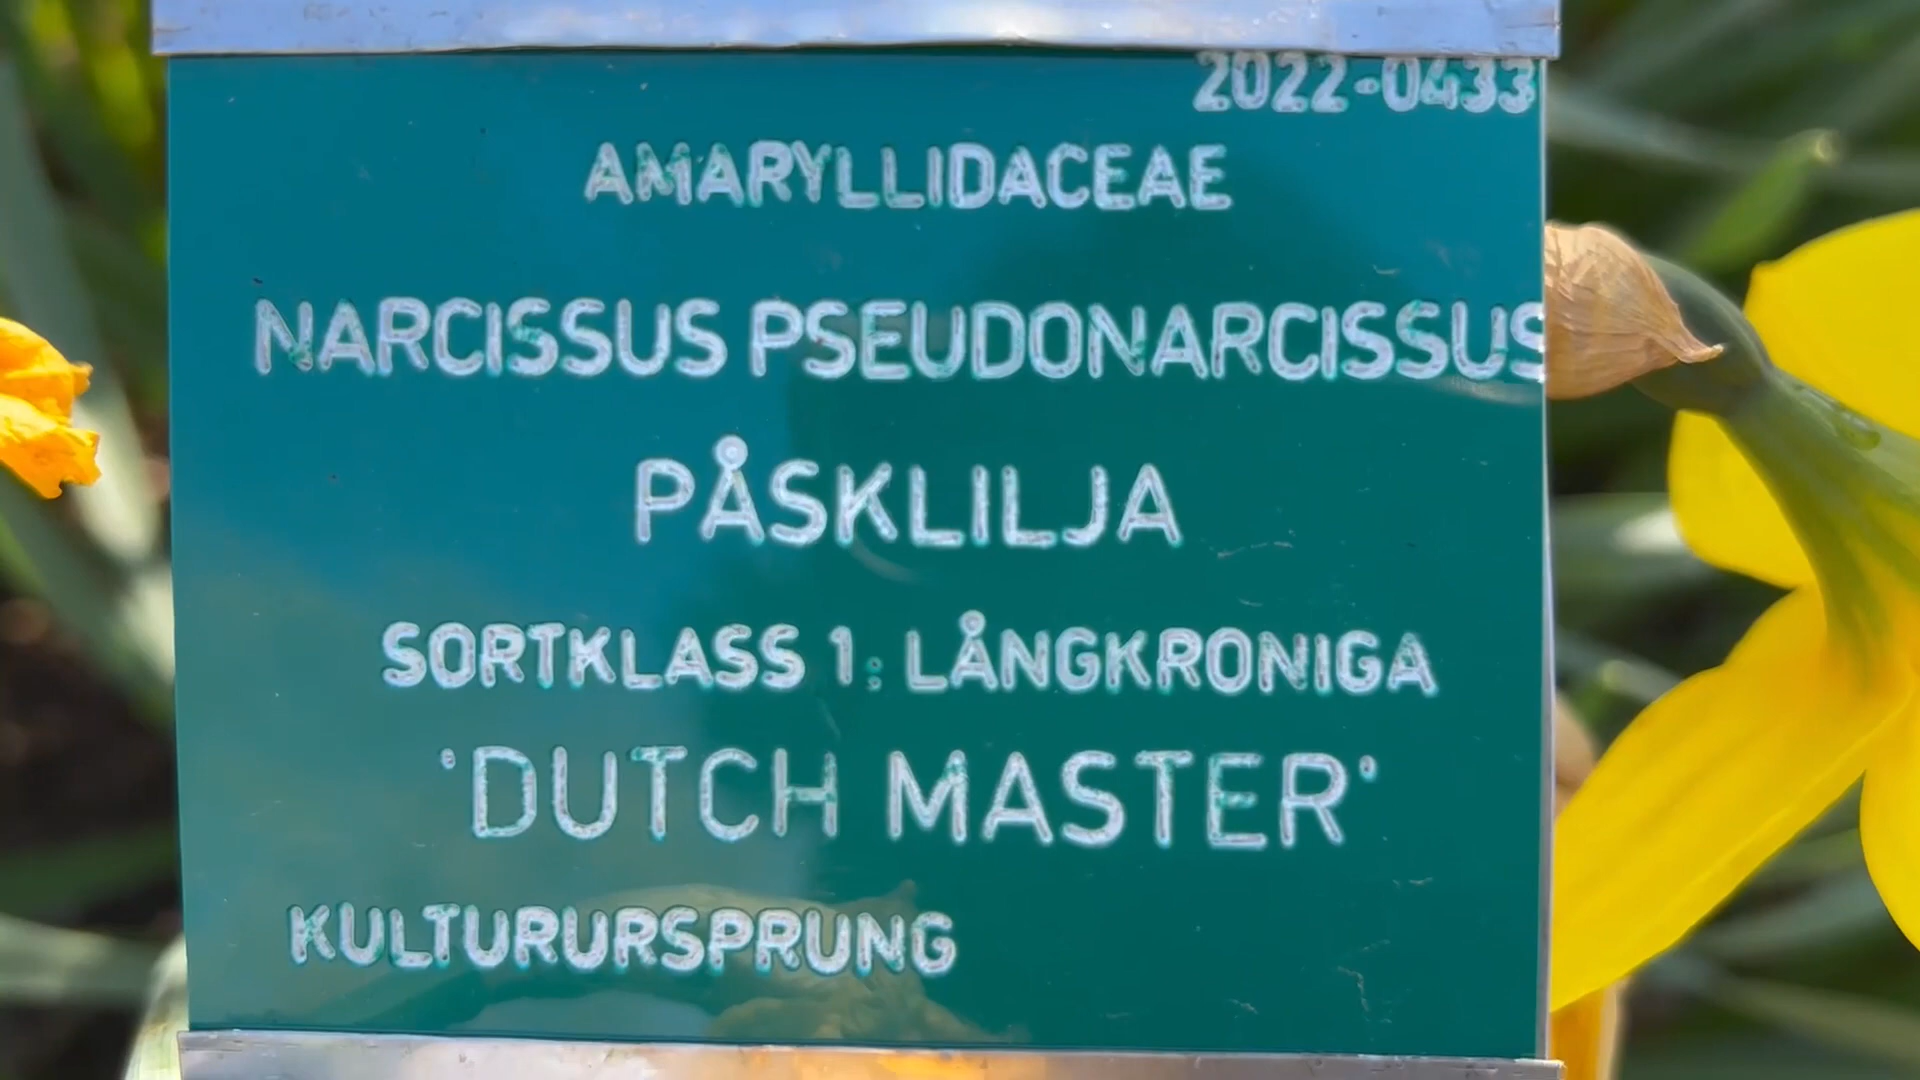 2022-0433
AMARYLLIDACEAE
NARCISSUS PSEUDONARCISSUS
PÅSKLILJA
SORTKLASS 1: LÅNGKRONIGA
'DUTCH MASTER'
KULTURURSPRUNG